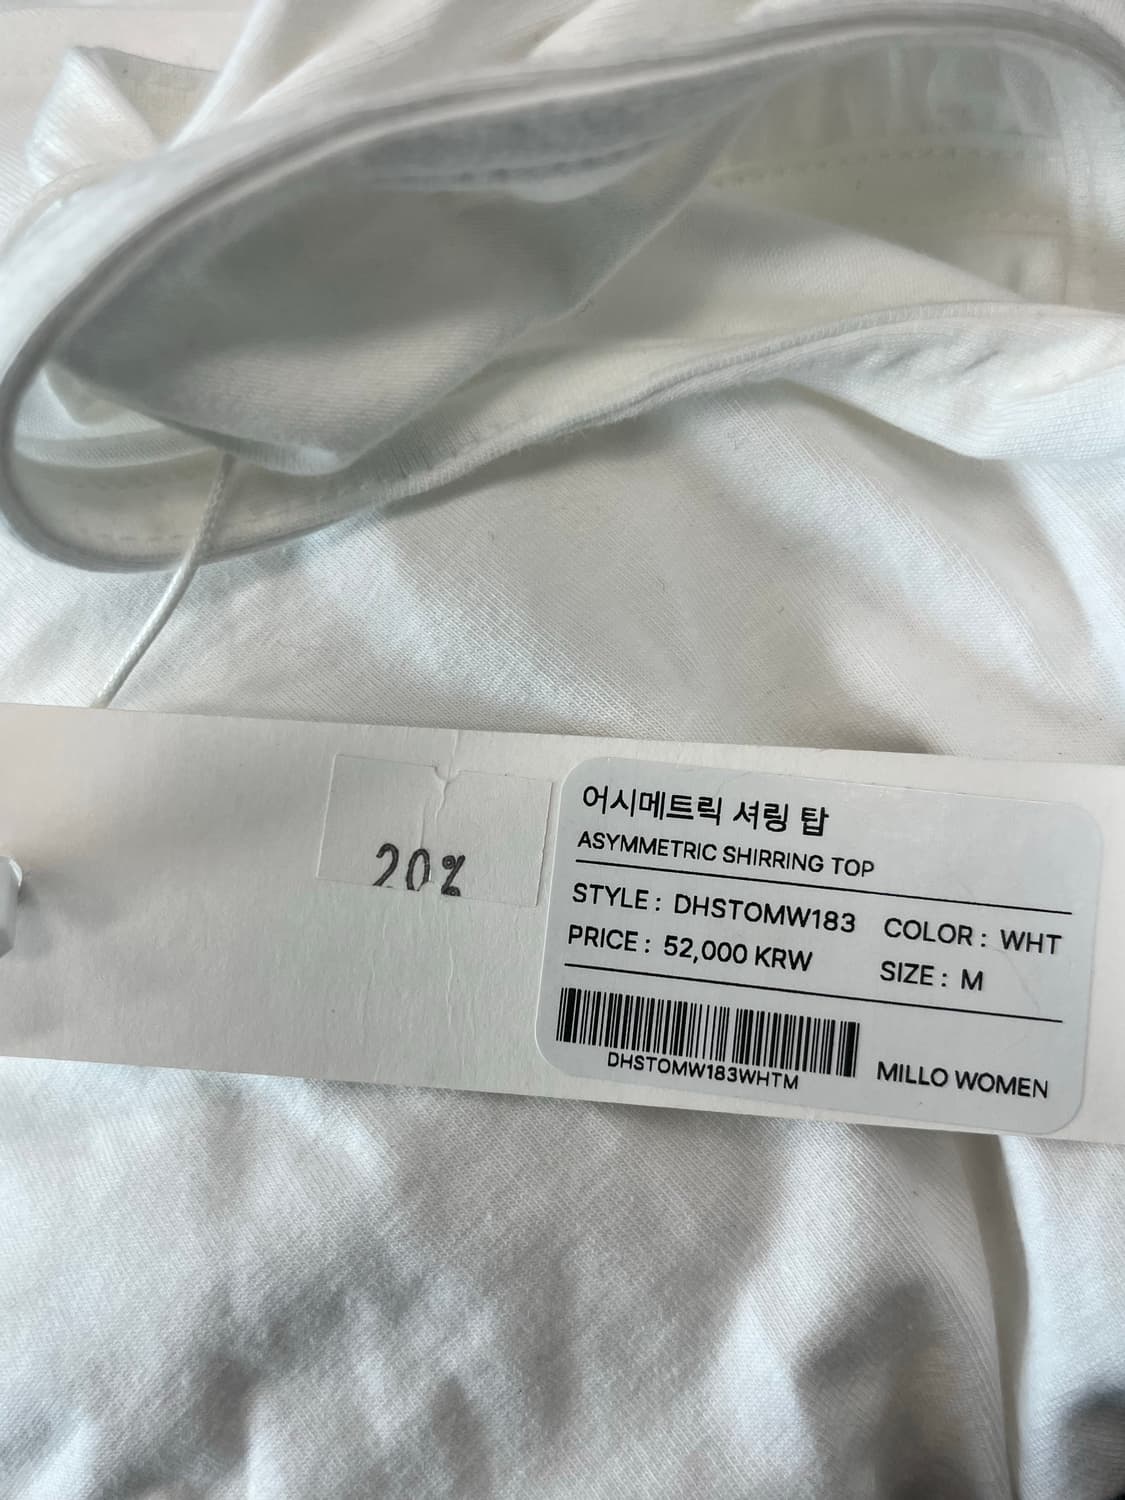 20%
어시메트릭 셔링 탑
ASYMMETRIC SHIRRING TOP
STYLE : DHSTOMW183 COLOR : WHT
PRICE : 52,000 KRW SIZE : M
DHSTOMW183WHTM
MILLO WOMEN